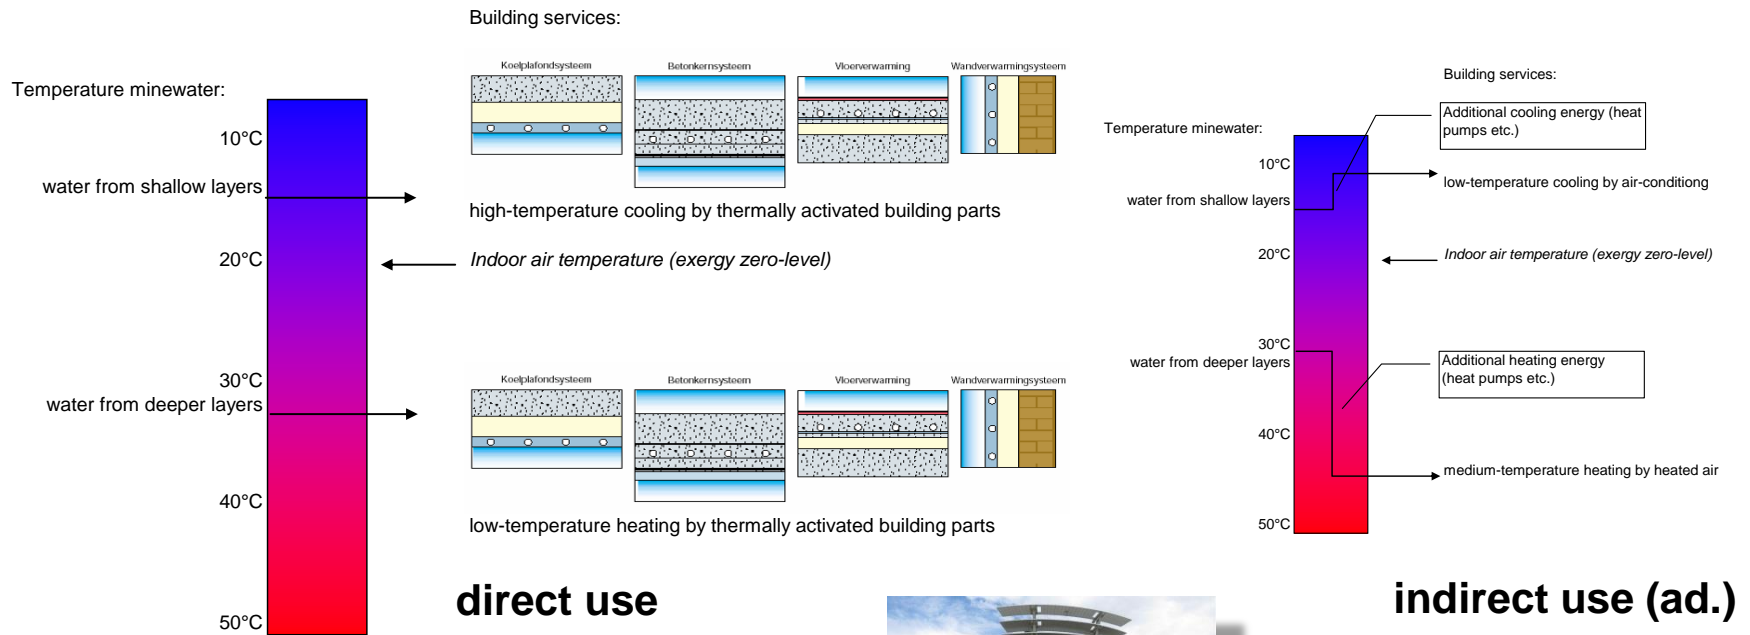 Building services:
Temperature minewater:
Koelplafondsysteem
Betonkernsysteem
Vloerverwarming
Wandverwarmingsysteem
10°C
water from shallow layers
high-temperature cooling by thermally activated building parts
20°C
Indoor air temperature (exergy zero-level)
30°C
water from deeper layers
Koelplafondsysteem
Betonkernsysteem
Vloerverwarming
Wandverwarmingsysteem
40°C
low-temperature heating by thermally activated building parts
50°C
direct use
Building services:
Temperature minewater:
Additional cooling energy (heat
pumps etc.)
10°C
low-temperature cooling by air-conditiong
water from shallow layers
20°C
Indoor air temperature (exergy zero-level)
30°C
water from deeper layers
Additional heating energy
(heat pumps etc.)
40°C
medium-temperature heating by heated air
50°C
indirect use (ad.)